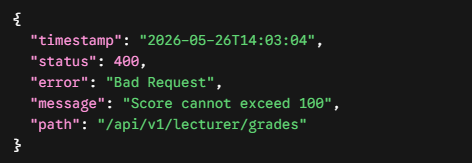 {
  "timestamp": "2026-05-26T14:03:04",
  "status": 400,
  "error": "Bad Request",
  "message": "Score cannot exceed 100",
  "path": "/api/v1/lecturer/grades"
}